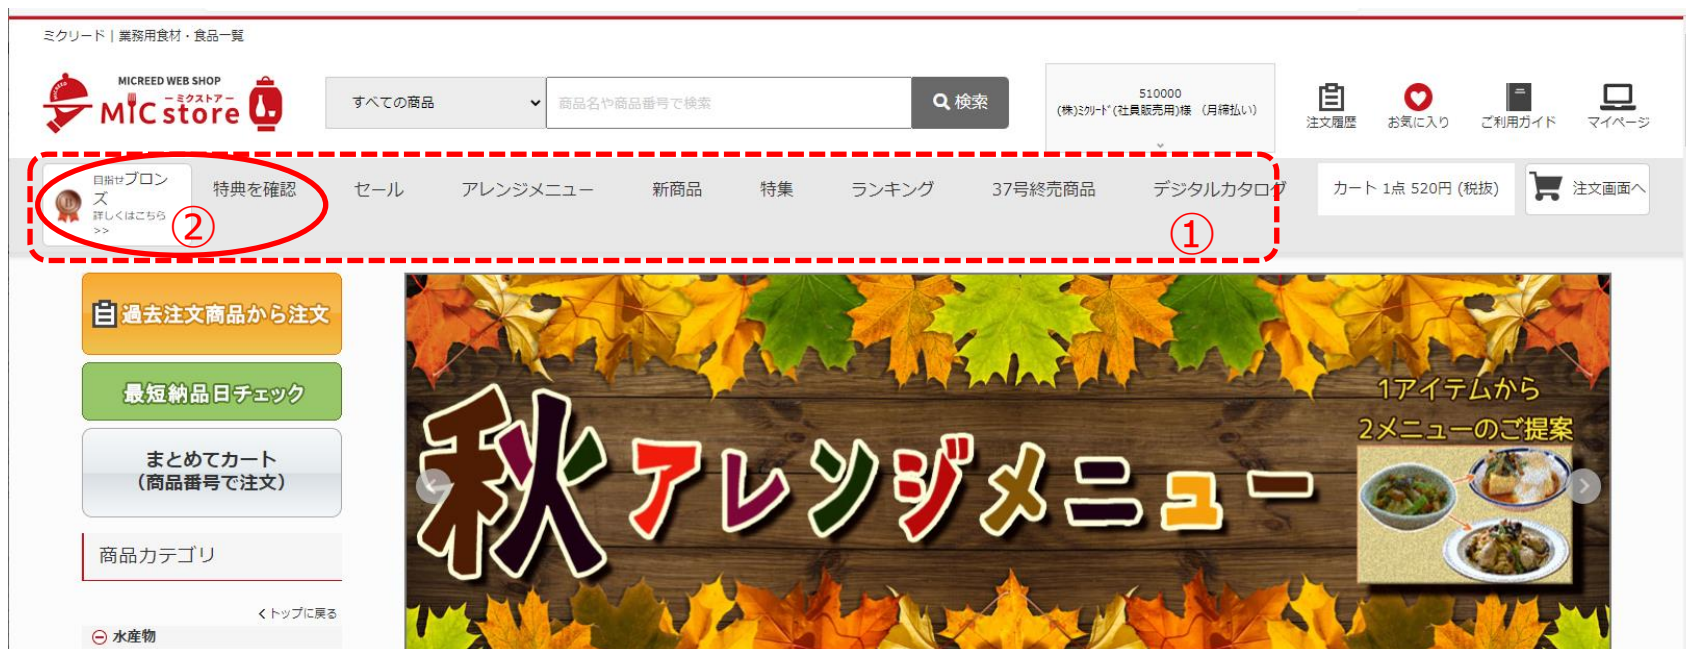 ミクリード | 業務用食材・食品一覧
MICREED WEB SHOP
－ミクストア－
MIC store
すべての商品
商品名や商品番号で検索
検索
510000
(株)ﾐｸﾘｰﾄﾞ(社員販売用)様 （月締払い）
注文履歴
お気に入り
ご利用ガイド
マイページ
目指せブロン
ズ
詳しくはこちら
>>
②
特典を確認
セール
アレンジメニュー
新商品
特集
ランキング
37号終売商品
デジタルカタログ
①
カート 1点 520円 (税抜)
注文画面へ
過去注文商品から注文
最短納品日チェック
まとめてカート
（商品番号で注文）
商品カテゴリ
トップに戻る
水産物
秋アレンジメニュー
1アイテムから
2メニューのご提案